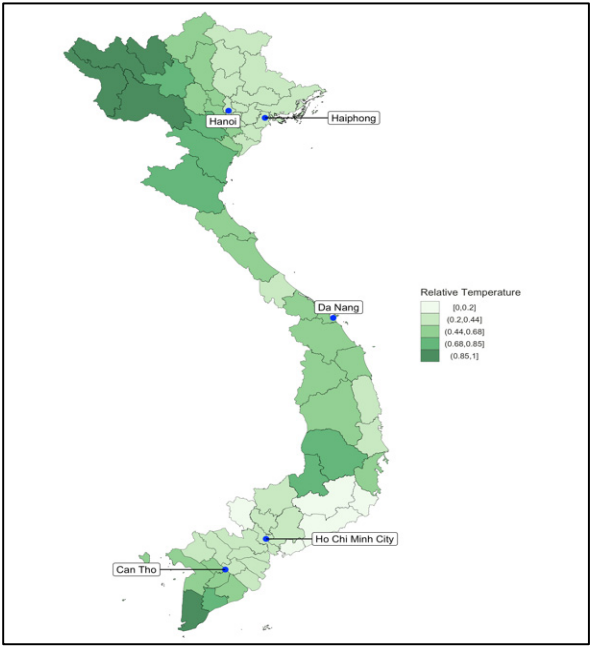 Hanoi
Haiphong
Da Nang
Relative Temperature
[0,0.2]
(0.2,0.44]
(0.44,0.68]
(0.68,0.85]
(0.85,1]
Ho Chi Minh City
Can Tho